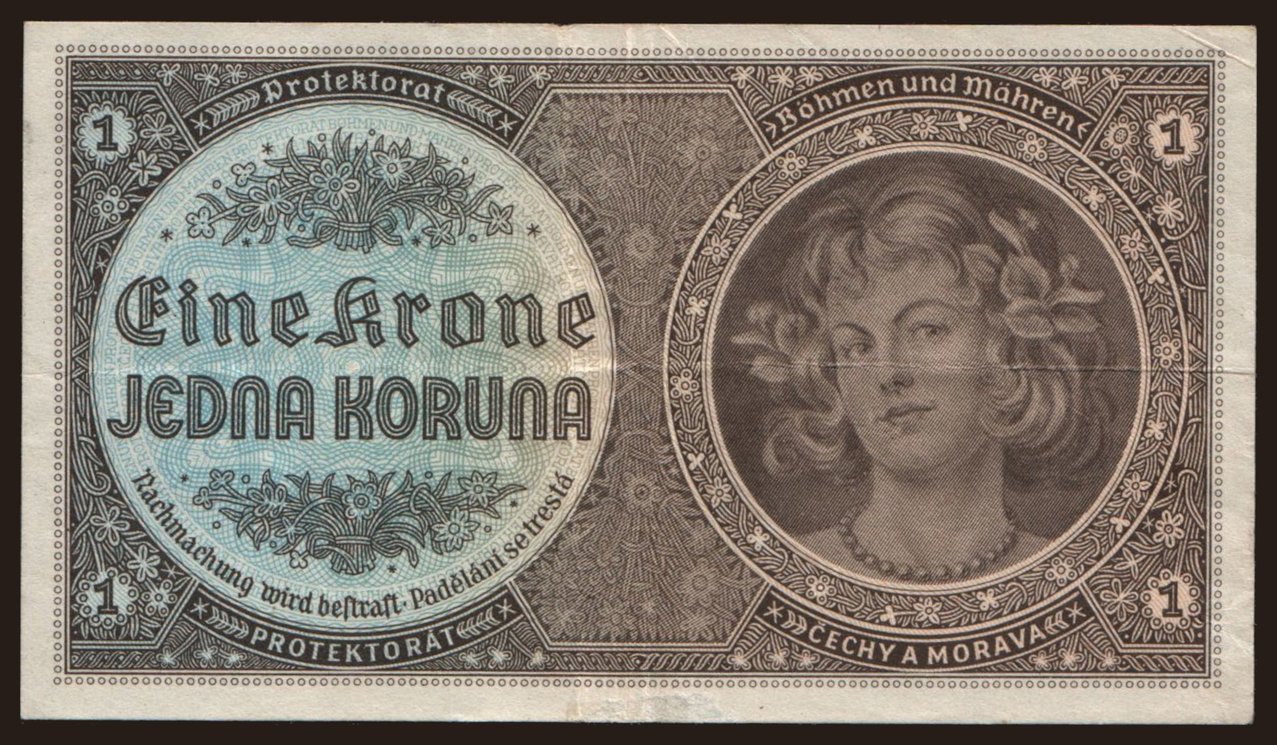 Protektorat
Böhmen und Mähren
1
1
Eine Krone
JEDNA KORUNA
Nachmachung wird bestraft · Padělání se trestá
1
1
PROTEKTORÁT
ČECHY A MORAVA